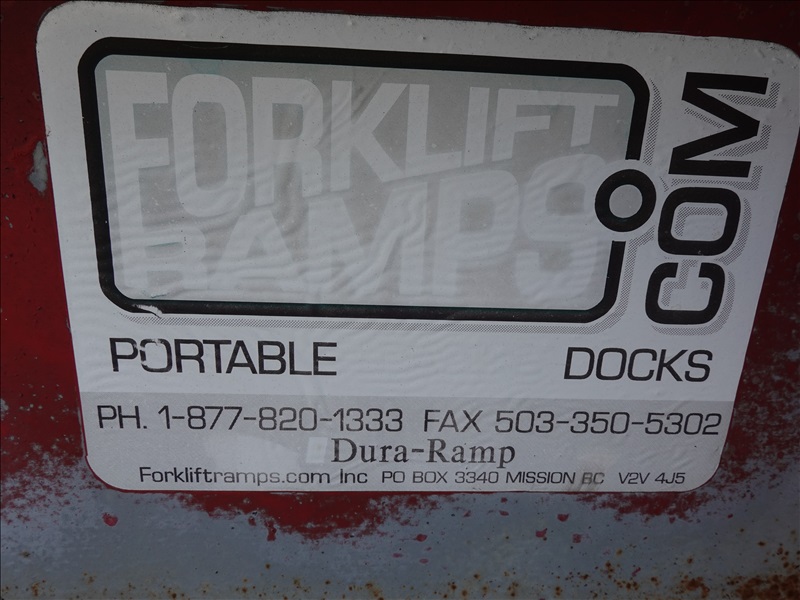 FORKLIFT
RAMPS
.COM
PORTABLE DOCKS
PH. 1-877-820-1333 FAX 503-350-5302
Dura-Ramp
Forkliftramps.com Inc PO BOX 3340 MISSION BC V2V 4J5